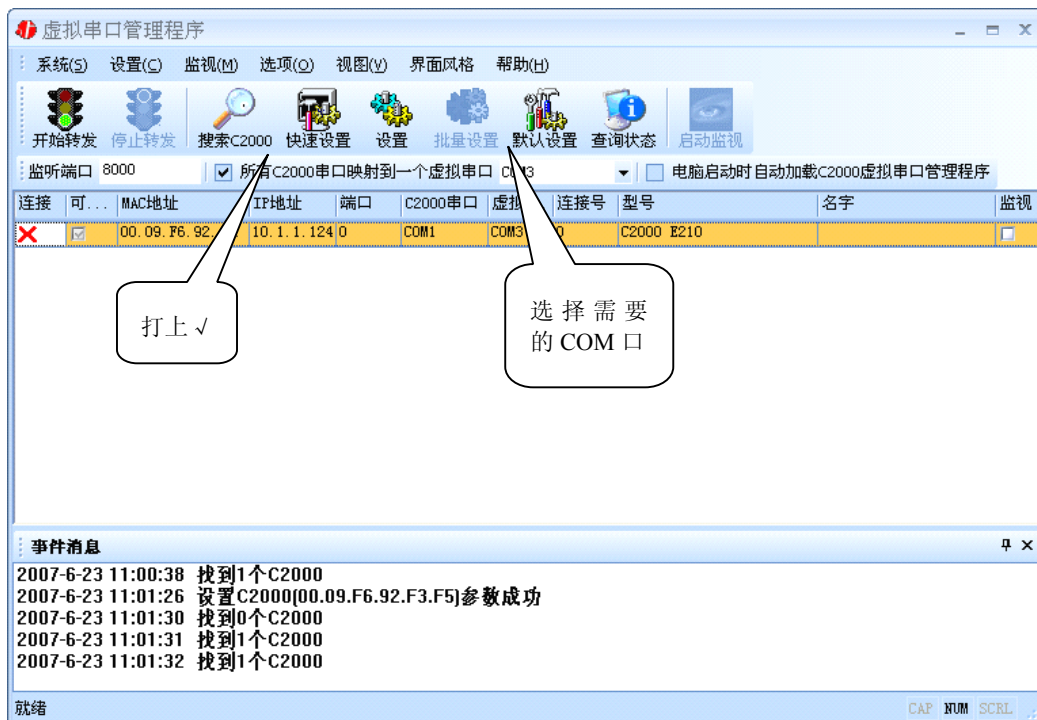 虚拟串口管理程序
系统(S) 设置(C) 监视(M) 选项(O) 视图(V) 界面风格 帮助(H)
开始转发 停止转发 搜索C2000 快速设置 设置 批量设置 默认设置 查询状态 启动监视
监听端口 8000 所有C2000串口映射到一个虚拟串口 COM3 电脑启动时自动加载C2000虚拟串口管理程序
连接 可... MAC地址 IP地址 端口 C2000串口 虚拟 连接号 型号 名字 监视
00.09.F6.92. 10.1.1.124 0 COM1 COM3 0 C2000 E210
打上√
选择需要
的 COM 口
事件消息
2007-6-23 11:00:38 找到1个C2000
2007-6-23 11:01:26 设置C2000[00.09.F6.92.F3.F5]参数成功
2007-6-23 11:01:30 找到0个C2000
2007-6-23 11:01:31 找到1个C2000
2007-6-23 11:01:32 找到1个C2000
就绪 CAP NUM SCRL